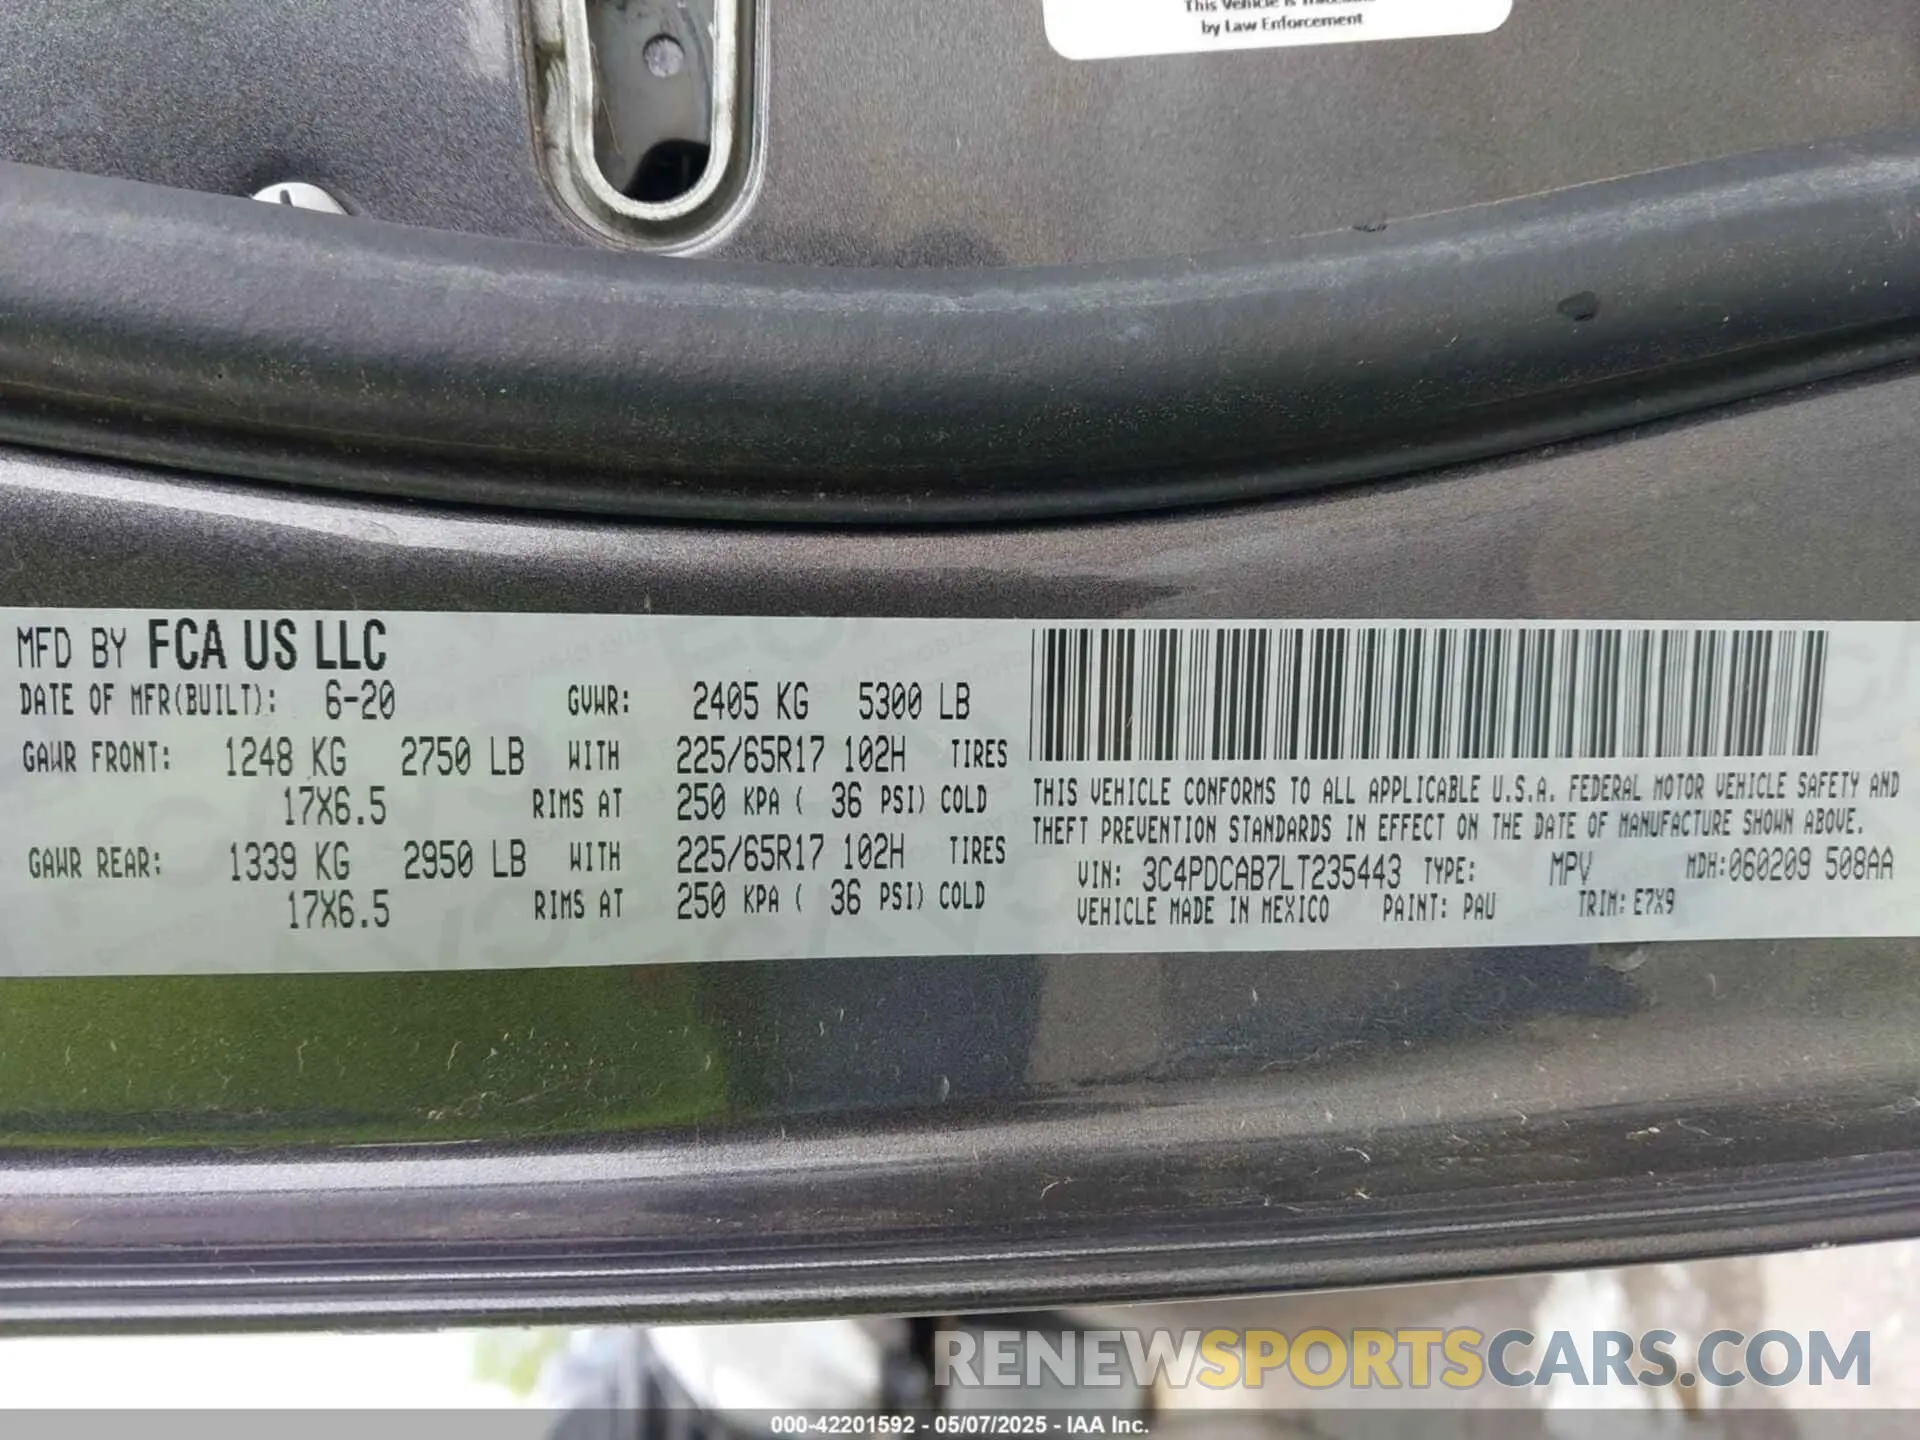 This Vehicle is
by Law Enforcement
MFD BY FCA US LLC
DATE OF MFR(BUILT): 6-20 GVWR: 2405 KG 5300 LB
GAWR FRONT: 1248 KG 2750 LB WITH 225/65R17 102H TIRES
17X6.5 RIMS AT 250 KPA ( 36 PSI) COLD
GAWR REAR: 1339 KG 2950 LB WITH 225/65R17 102H TIRES
17X6.5 RIMS AT 250 KPA ( 36 PSI) COLD
THIS VEHICLE CONFORMS TO ALL APPLICABLE U.S.A. FEDERAL MOTOR VEHICLE SAFETY AND
THEFT PREVENTION STANDARDS IN EFFECT ON THE DATE OF MANUFACTURE SHOWN ABOVE.
VIN: 3C4PDCAB7LT235443 TYPE: MPV MDH:060209 508AA
VEHICLE MADE IN MEXICO PAINT: PAU TRIM: E7X9
RENEWSPORTSCARS.COM
000-42201592 - 05/07/2025 - IAA Inc.